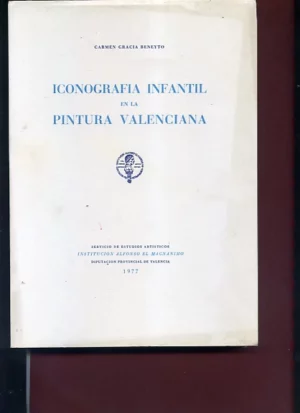 CARMEN GRACIA BENEYTO
ICONOGRAFIA INFANTIL
EN LA
PINTURA VALENCIANA
SERVICIO DE ESTUDIOS ARTISTICOS
INSTITUCION ALFONSO EL MAGNANIMO
DIPUTACION PROVINCIAL DE VALENCIA
1977